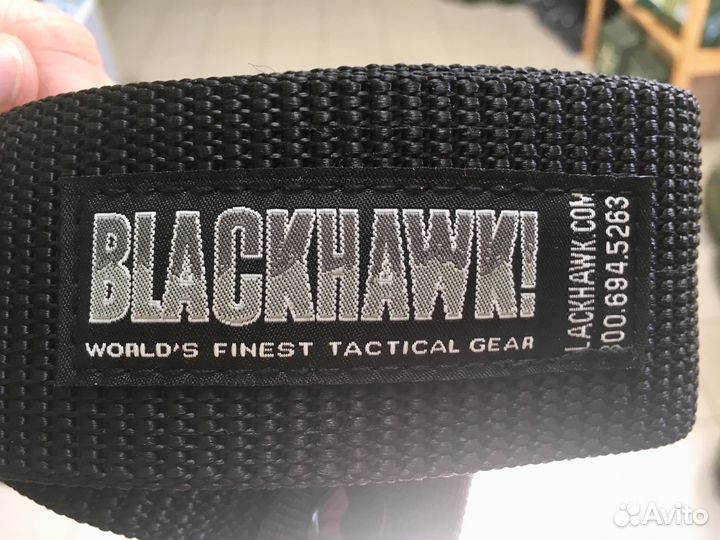 BLACKHAWK!
WORLD'S FINEST TACTICAL GEAR
LACKHAWK.COM
300.694.5263
Avito